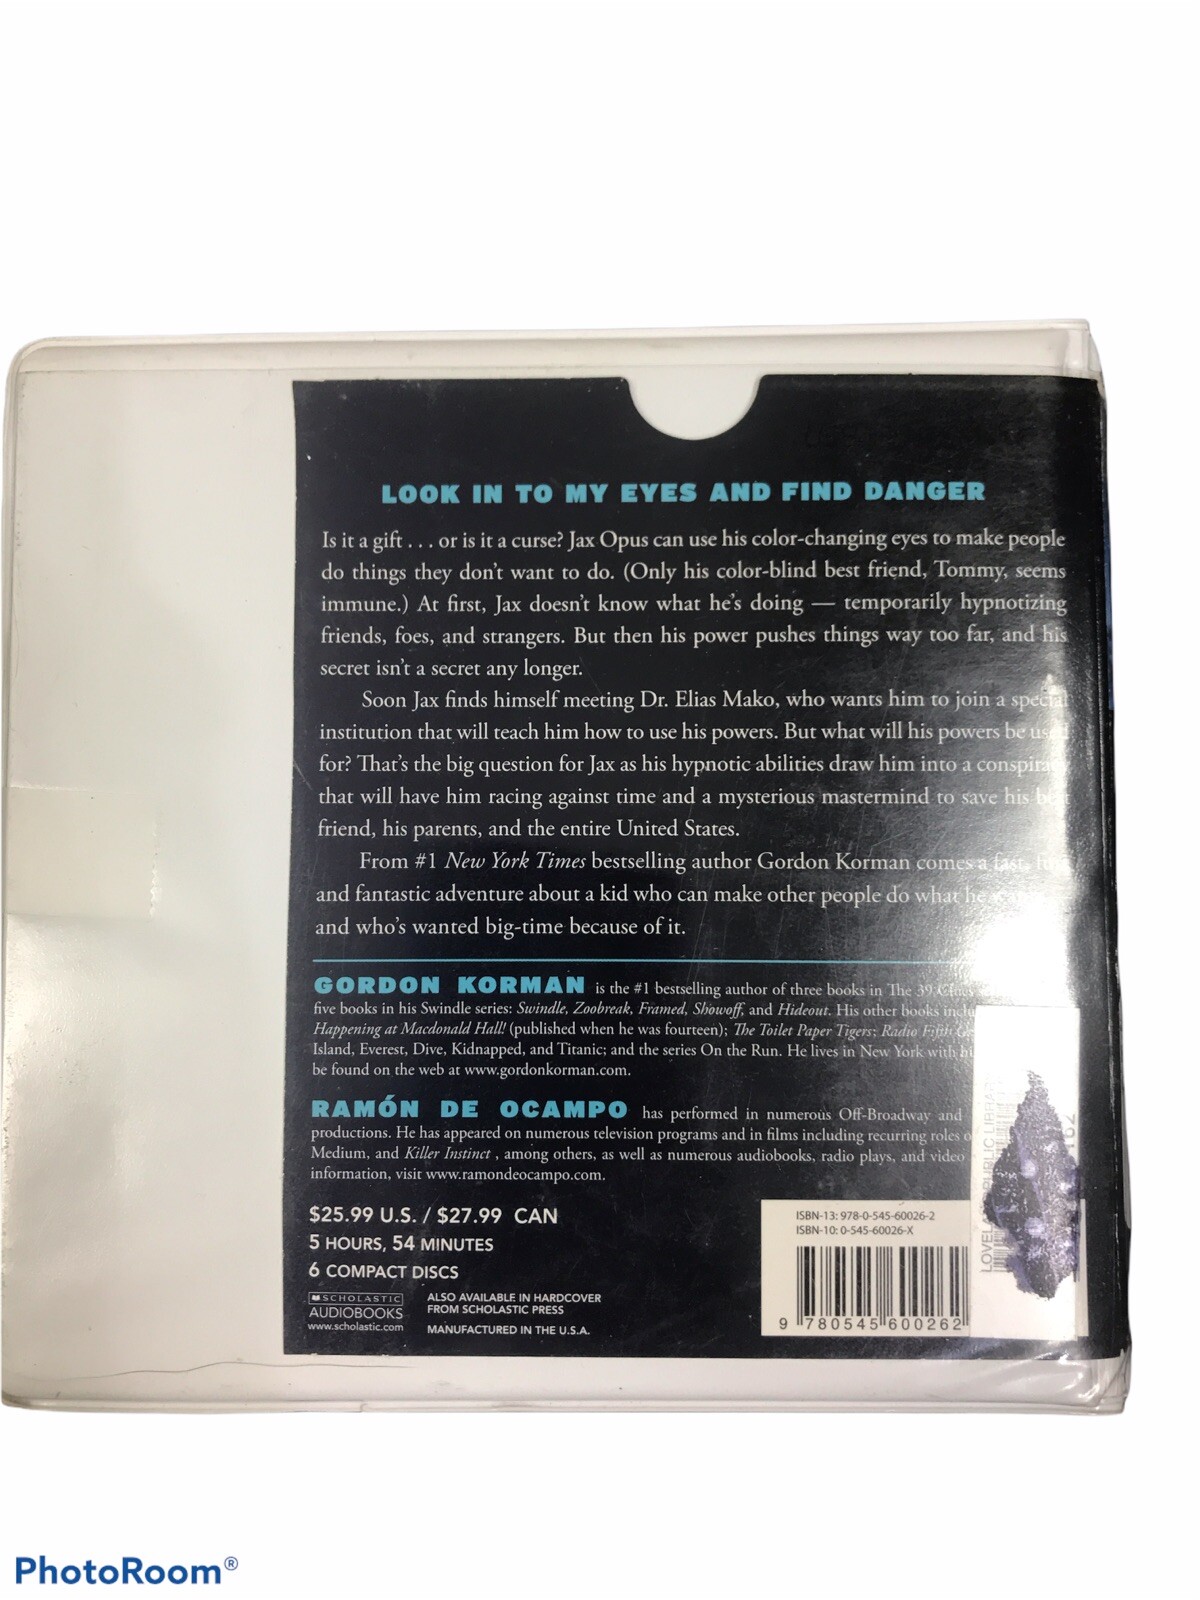 LOOK IN TO MY EYES AND FIND DANGER
Is it a gift . . . or is it a curse? Jax Opus can use his color-changing eyes to make people
do things they don't want to do. (Only his color-blind best friend, Tommy, seems
immune.) At first, Jax doesn't know what he's doing — temporarily hypnotizing
friends, foes, and strangers. But then his power pushes things way too far, and his
secret isn't a secret any longer.
Soon Jax finds himself meeting Dr. Elias Mako, who wants him to join a special
institution that will teach him how to use his powers. But what will his powers be used
for? That's the big question for Jax as his hypnotic abilities draw him into a conspiracy
that will have him racing against time and a mysterious mastermind to save his best
friend, his parents, and the entire United States.
From #1 New York Times bestselling author Gordon Korman comes a fast,
and fantastic adventure about a kid who can make other people do what he
and who's wanted big-time because of it.
GORDON KORMAN is the #1 bestselling author of three books in The 39 Clues
five books in his Swindle series: Swindle, Zoobreak, Framed, Showoff, and Hideout. His other books
Happening at Macdonald Hall! (published when he was fourteen); The Toilet Paper Tigers; Radio Fifth
Island, Everest, Dive, Kidnapped, and Titanic; and the series On the Run. He lives in New York with
be found on the web at www.gordonkorman.com.
RAMÓN DE OCAMPO has performed in numerous Off-Broadway and
productions. He has appeared on numerous television programs and in films including recurring roles
Medium, and Killer Instinct , among others, as well as numerous audiobooks, radio plays, and video
information, visit www.ramondeocampo.com.
$25.99 U.S. / $27.99 CAN
5 HOURS, 54 MINUTES
6 COMPACT DISCS
SCHOLASTIC
AUDIOBOOKS
www.scholastic.com
ALSO AVAILABLE IN HARDCOVER
FROM SCHOLASTIC PRESS
MANUFACTURED IN THE U.S.A.
ISBN-13: 978-0-545-60026-2
ISBN-10: 0-545-60026-X
9 780545 600262
PUBLIC
PhotoRoom®